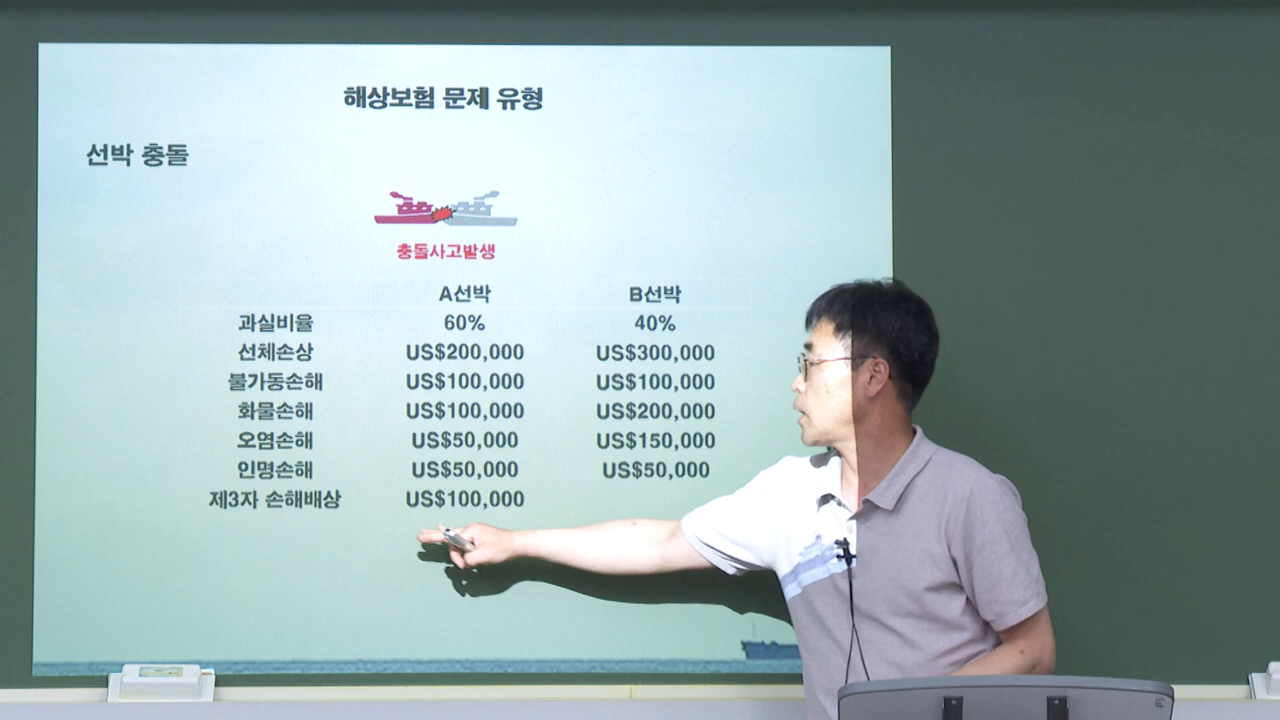 해상보험 문제 유형
선박 충돌
충돌사고발생
A선박 B선박
과실비율 60% 40%
선체손상 US$200,000 US$300,000
불가동손해 US$100,000 US$100,000
화물손해 US$100,000 US$200,000
오염손해 US$50,000 US$150,000
인명손해 US$50,000 US$50,000
제3자 손해배상 US$100,000